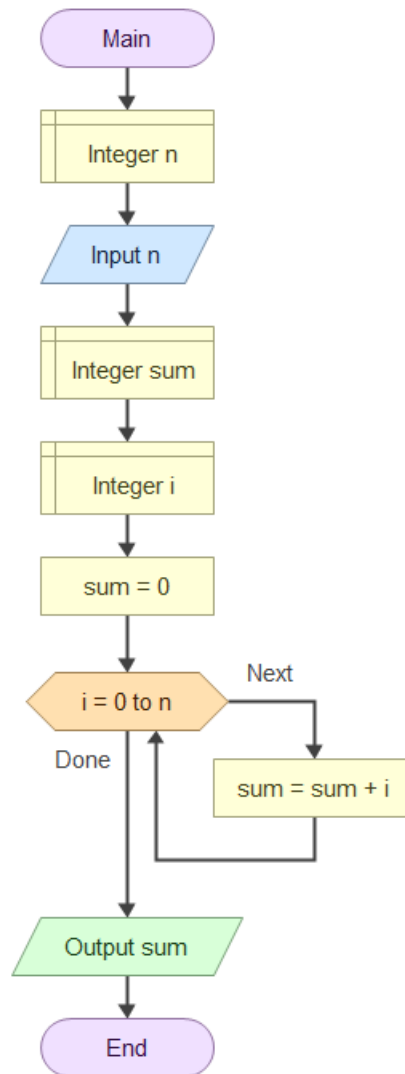 Main
Integer n
Input n
Integer sum
Integer i
sum = 0
i = 0 to n
Next
Done
sum = sum + i
Output sum
End